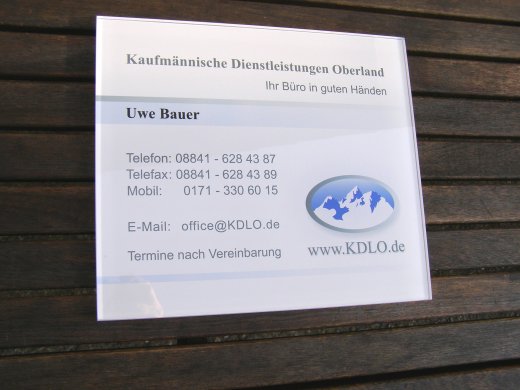 Kaufmännische Dienstleistungen Oberland
Ihr Büro in guten Händen
Uwe Bauer
Telefon: 08841 - 628 43 87
Telefax: 08841 - 628 43 89
Mobil: 0171 - 330 60 15
E-Mail: office@KDLO.de
www.KDLO.de
Termine nach Vereinbarung